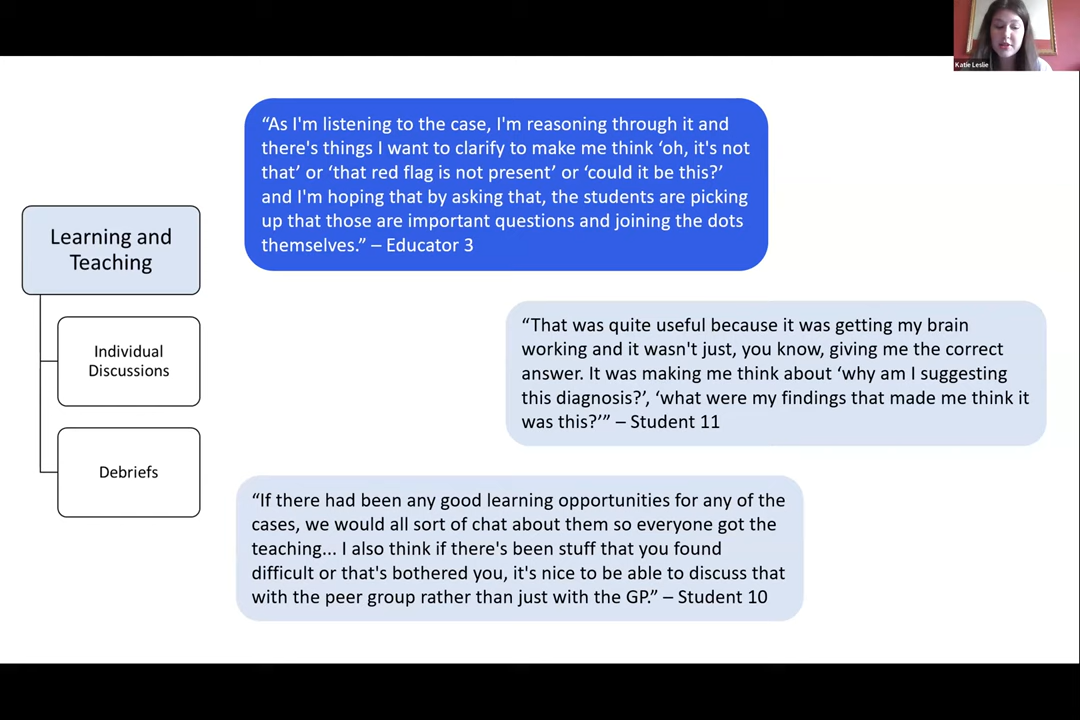 Katie Leslie
“As I'm listening to the case, I'm reasoning through it and
there's things I want to clarify to make me think ‘oh, it's not
that’ or ‘that red flag is not present’ or ‘could it be this?’
and I'm hoping that by asking that, the students are picking
up that those are important questions and joining the dots
themselves.” – Educator 3
Learning and
Teaching
Individual
Discussions
Debriefs
“That was quite useful because it was getting my brain
working and it wasn't just, you know, giving me the correct
answer. It was making me think about ‘why am I suggesting
this diagnosis?’, ‘what were my findings that made me think it
was this?’” – Student 11
“If there had been any good learning opportunities for any of the
cases, we would all sort of chat about them so everyone got the
teaching... I also think if there's been stuff that you found
difficult or that's bothered you, it's nice to be able to discuss that
with the peer group rather than just with the GP.” – Student 10